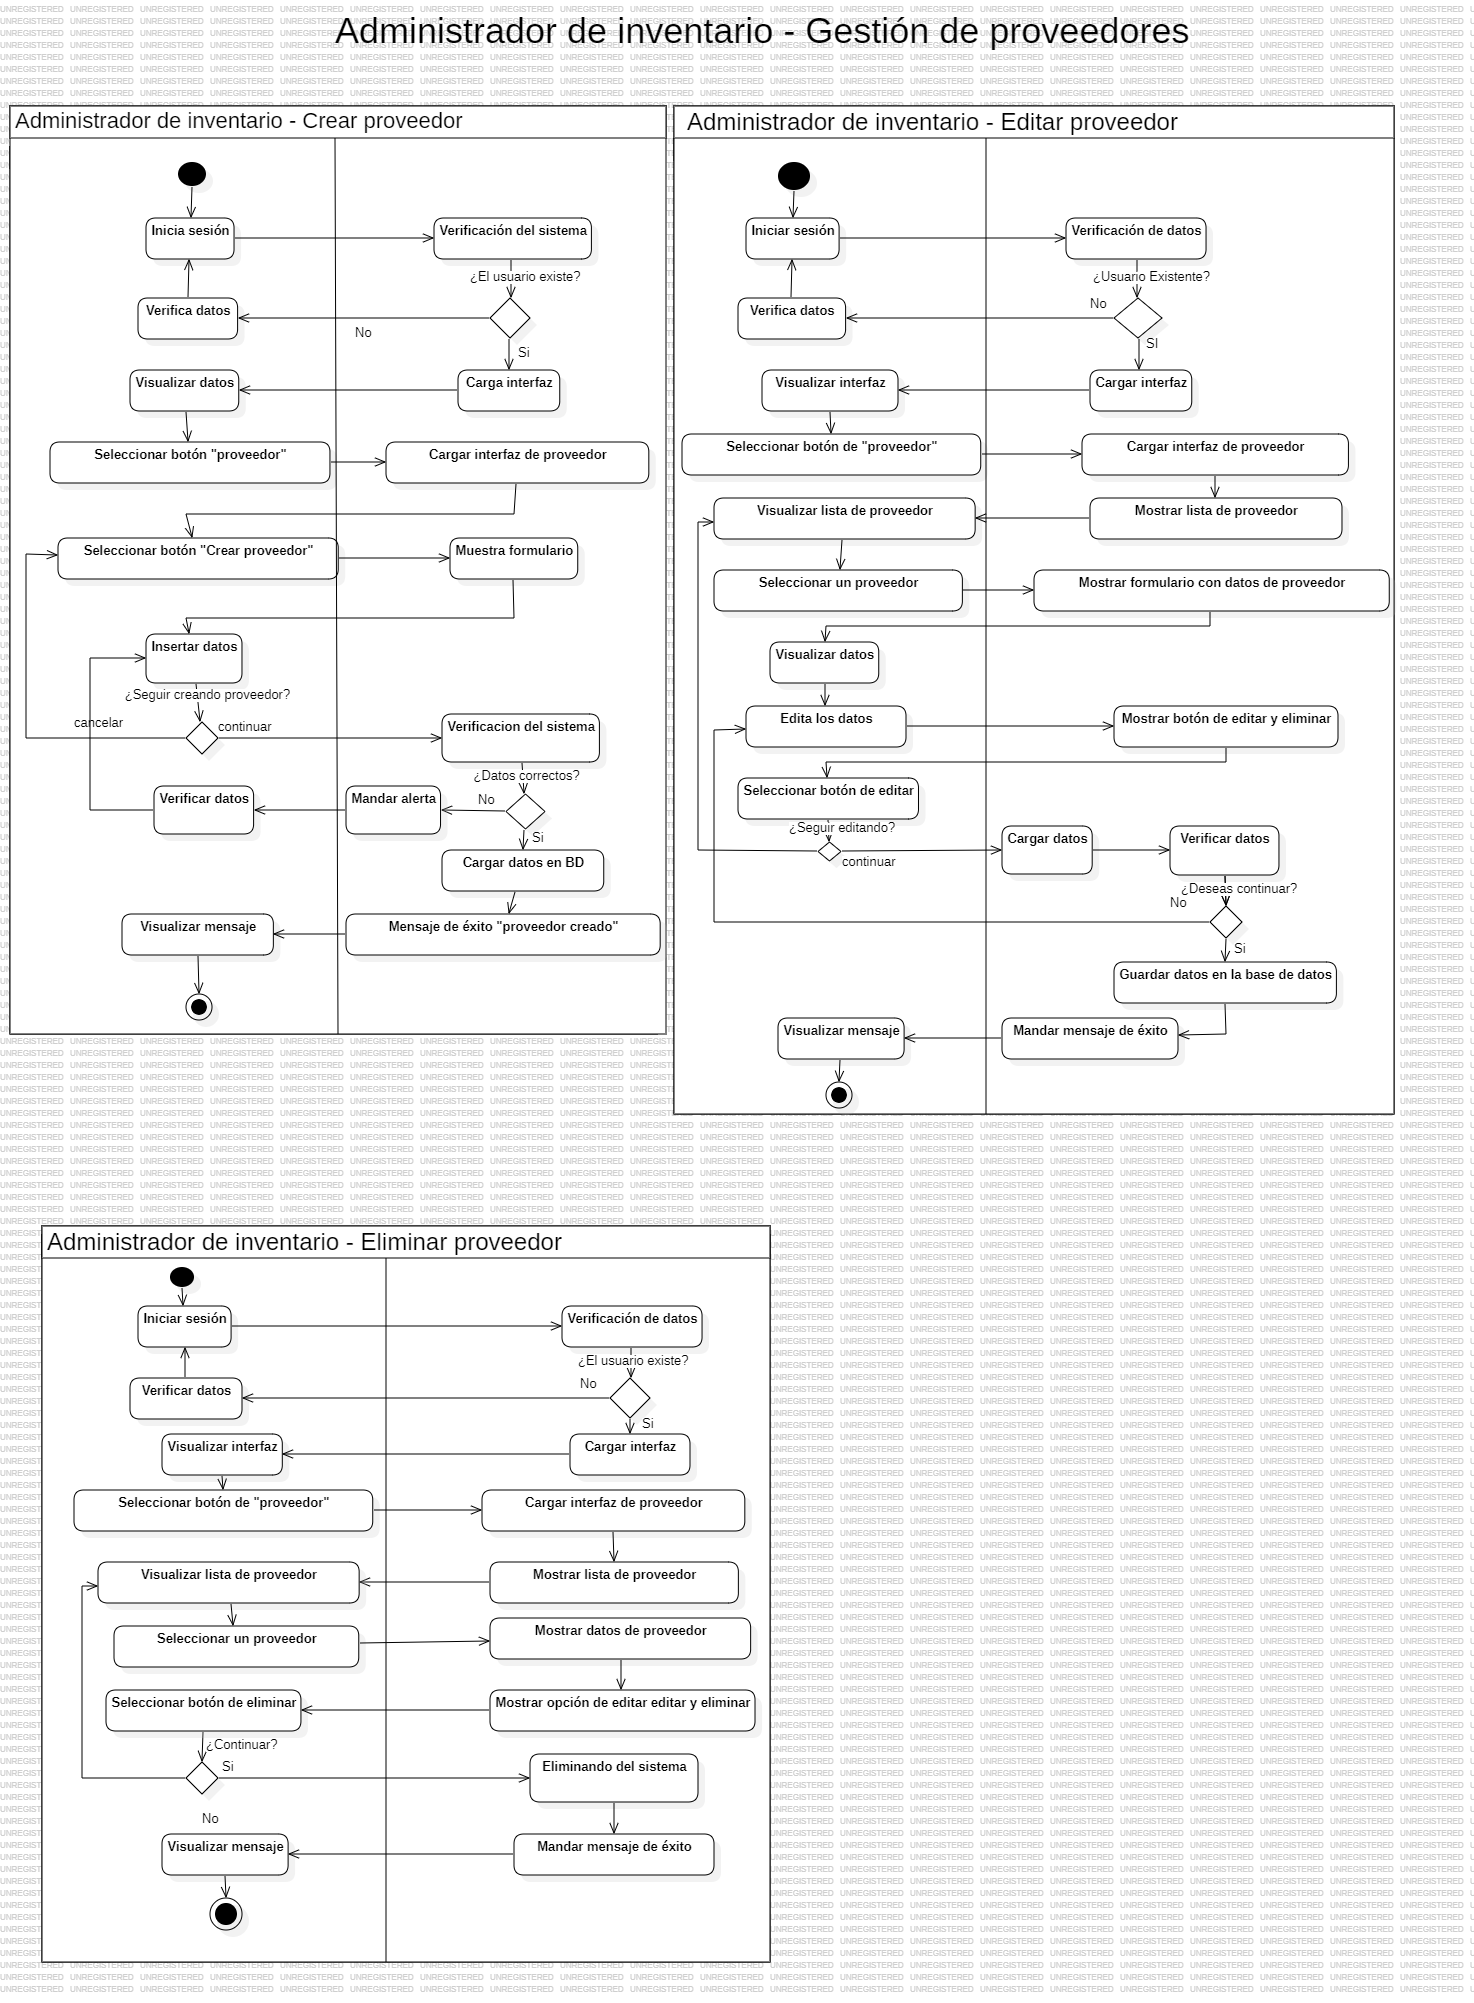 Administrador de inventario - Gestión de proveedores
Administrador de inventario - Crear proveedor
Inicia sesión
Verificación del sistema
¿El usuario existe?
Verifica datos
No
Si
Visualizar datos
Carga interfaz
Seleccionar botón "proveedor"
Cargar interfaz de proveedor
Seleccionar botón "Crear proveedor"
Muestra formulario
Insertar datos
¿Seguir creando proveedor?
cancelar
continuar
Verificacion del sistema
¿Datos correctos?
Verificar datos
Mandar alerta
No
Si
Cargar datos en BD
Visualizar mensaje
Mensaje de éxito "proveedor creado"
Administrador de inventario - Editar proveedor
Iniciar sesión
Verificación de datos
¿Usuario Existente?
No
Verifica datos
SI
Visualizar interfaz
Cargar interfaz
Seleccionar botón de "proveedor"
Cargar interfaz de proveedor
Visualizar lista de proveedor
Mostrar lista de proveedor
Seleccionar un proveedor
Mostrar formulario con datos de proveedor
Visualizar datos
Edita los datos
Mostrar botón de editar y eliminar
Seleccionar botón de editar
¿Seguir editando?
continuar
Cargar datos
Verificar datos
¿Deseas continuar?
No
Si
Guardar datos en la base de datos
Visualizar mensaje
Mandar mensaje de éxito
Administrador de inventario - Eliminar proveedor
Iniciar sesión
Verificación de datos
¿El usuario existe?
No
Verificar datos
Si
Visualizar interfaz
Cargar interfaz
Seleccionar botón de "proveedor"
Cargar interfaz de proveedor
Visualizar lista de proveedor
Mostrar lista de proveedor
Seleccionar un proveedor
Mostrar datos de proveedor
Seleccionar botón de eliminar
Mostrar opción de editar editar y eliminar
¿Continuar?
Si
Eliminando del sistema
No
Visualizar mensaje
Mandar mensaje de éxito
UNREGISTERED